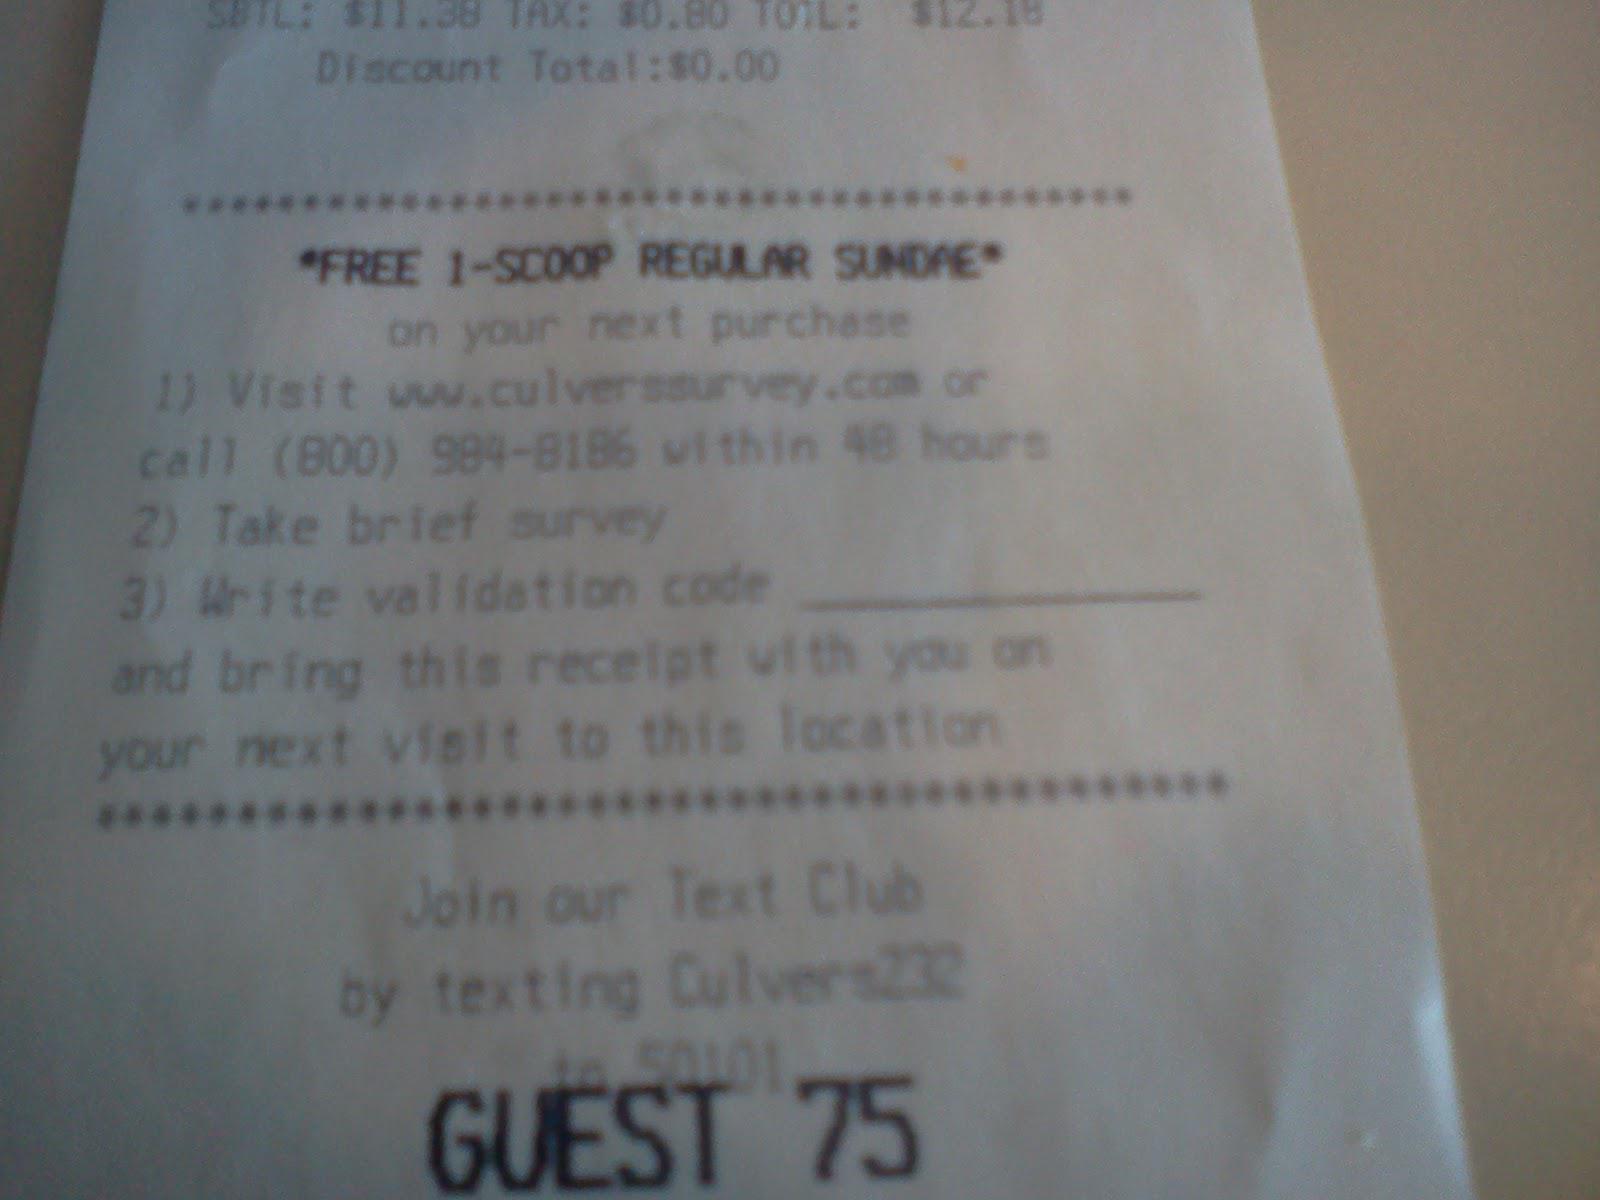 SBTL: $11.38 TAX: $0.80 TOTL: $12.18
Discount Total:$0.00
****************************************
*FREE 1-SCOOP REGULAR SUNDAE*
on your next purchase
1) Visit www.culverssurvey.com or
call (800) 984-8186 within 48 hours
2) Take brief survey
3) Write validation code ______________
and bring this receipt with you on
your next visit to this location
****************************************
Join our Text Club
by texting Culvers232
to 50101
GUEST 75